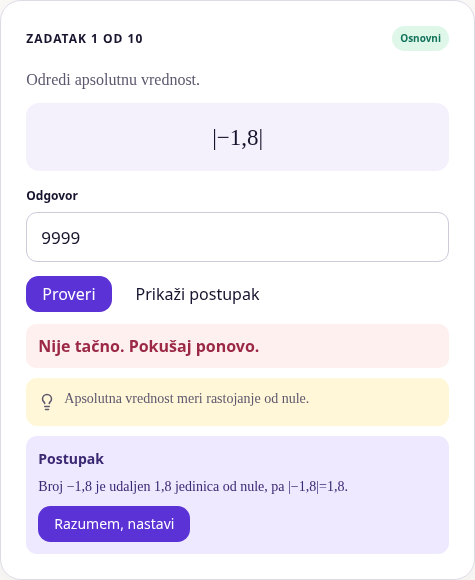 ZADATAK 1 OD 10
Osnovni
Odredi apsolutnu vrednost.
|−1,8|
Odgovor
9999
Proveri
Prikaži postupak
Nije tačno. Pokušaj ponovo.
Apsolutna vrednost meri rastojanje od nule.
Postupak
Broj −1,8 je udaljen 1,8 jedinica od nule, pa |−1,8|=1,8.
Razumem, nastavi